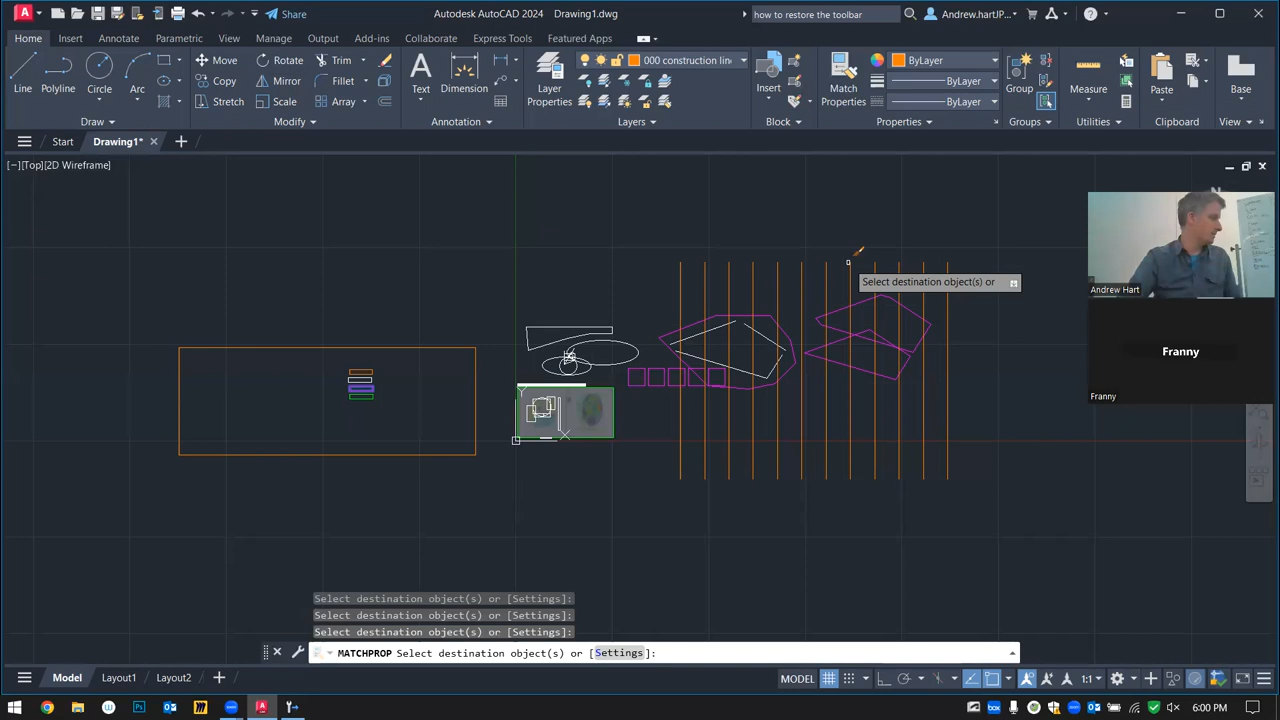 Share
Autodesk AutoCAD 2024 Drawing1.dwg
how to restore the toolbar
Andrew.hartJP...
Home Insert Annotate Parametric View Manage Output Add-ins Collaborate Express Tools Featured Apps
Line Polyline Circle Arc
Move Rotate Trim
Copy Mirror Fillet
Stretch Scale Array
Text Dimension
Layer Properties
000 construction line
Insert
Match Properties
ByLayer
ByLayer
ByLayer
Group
Measure
Paste
Base
Draw Modify Annotation Layers Block Properties Groups Utilities Clipboard View
Start Drawing1*
[−][Top][2D Wireframe]
Select destination object(s) or
Andrew Hart
Franny
Franny
Y
X
Select destination object(s) or [Settings]:
Select destination object(s) or [Settings]:
Select destination object(s) or [Settings]:
MATCHPROP Select destination object(s) or [Settings]:
Model Layout1 Layout2
MODEL 1:1
6:00 PM